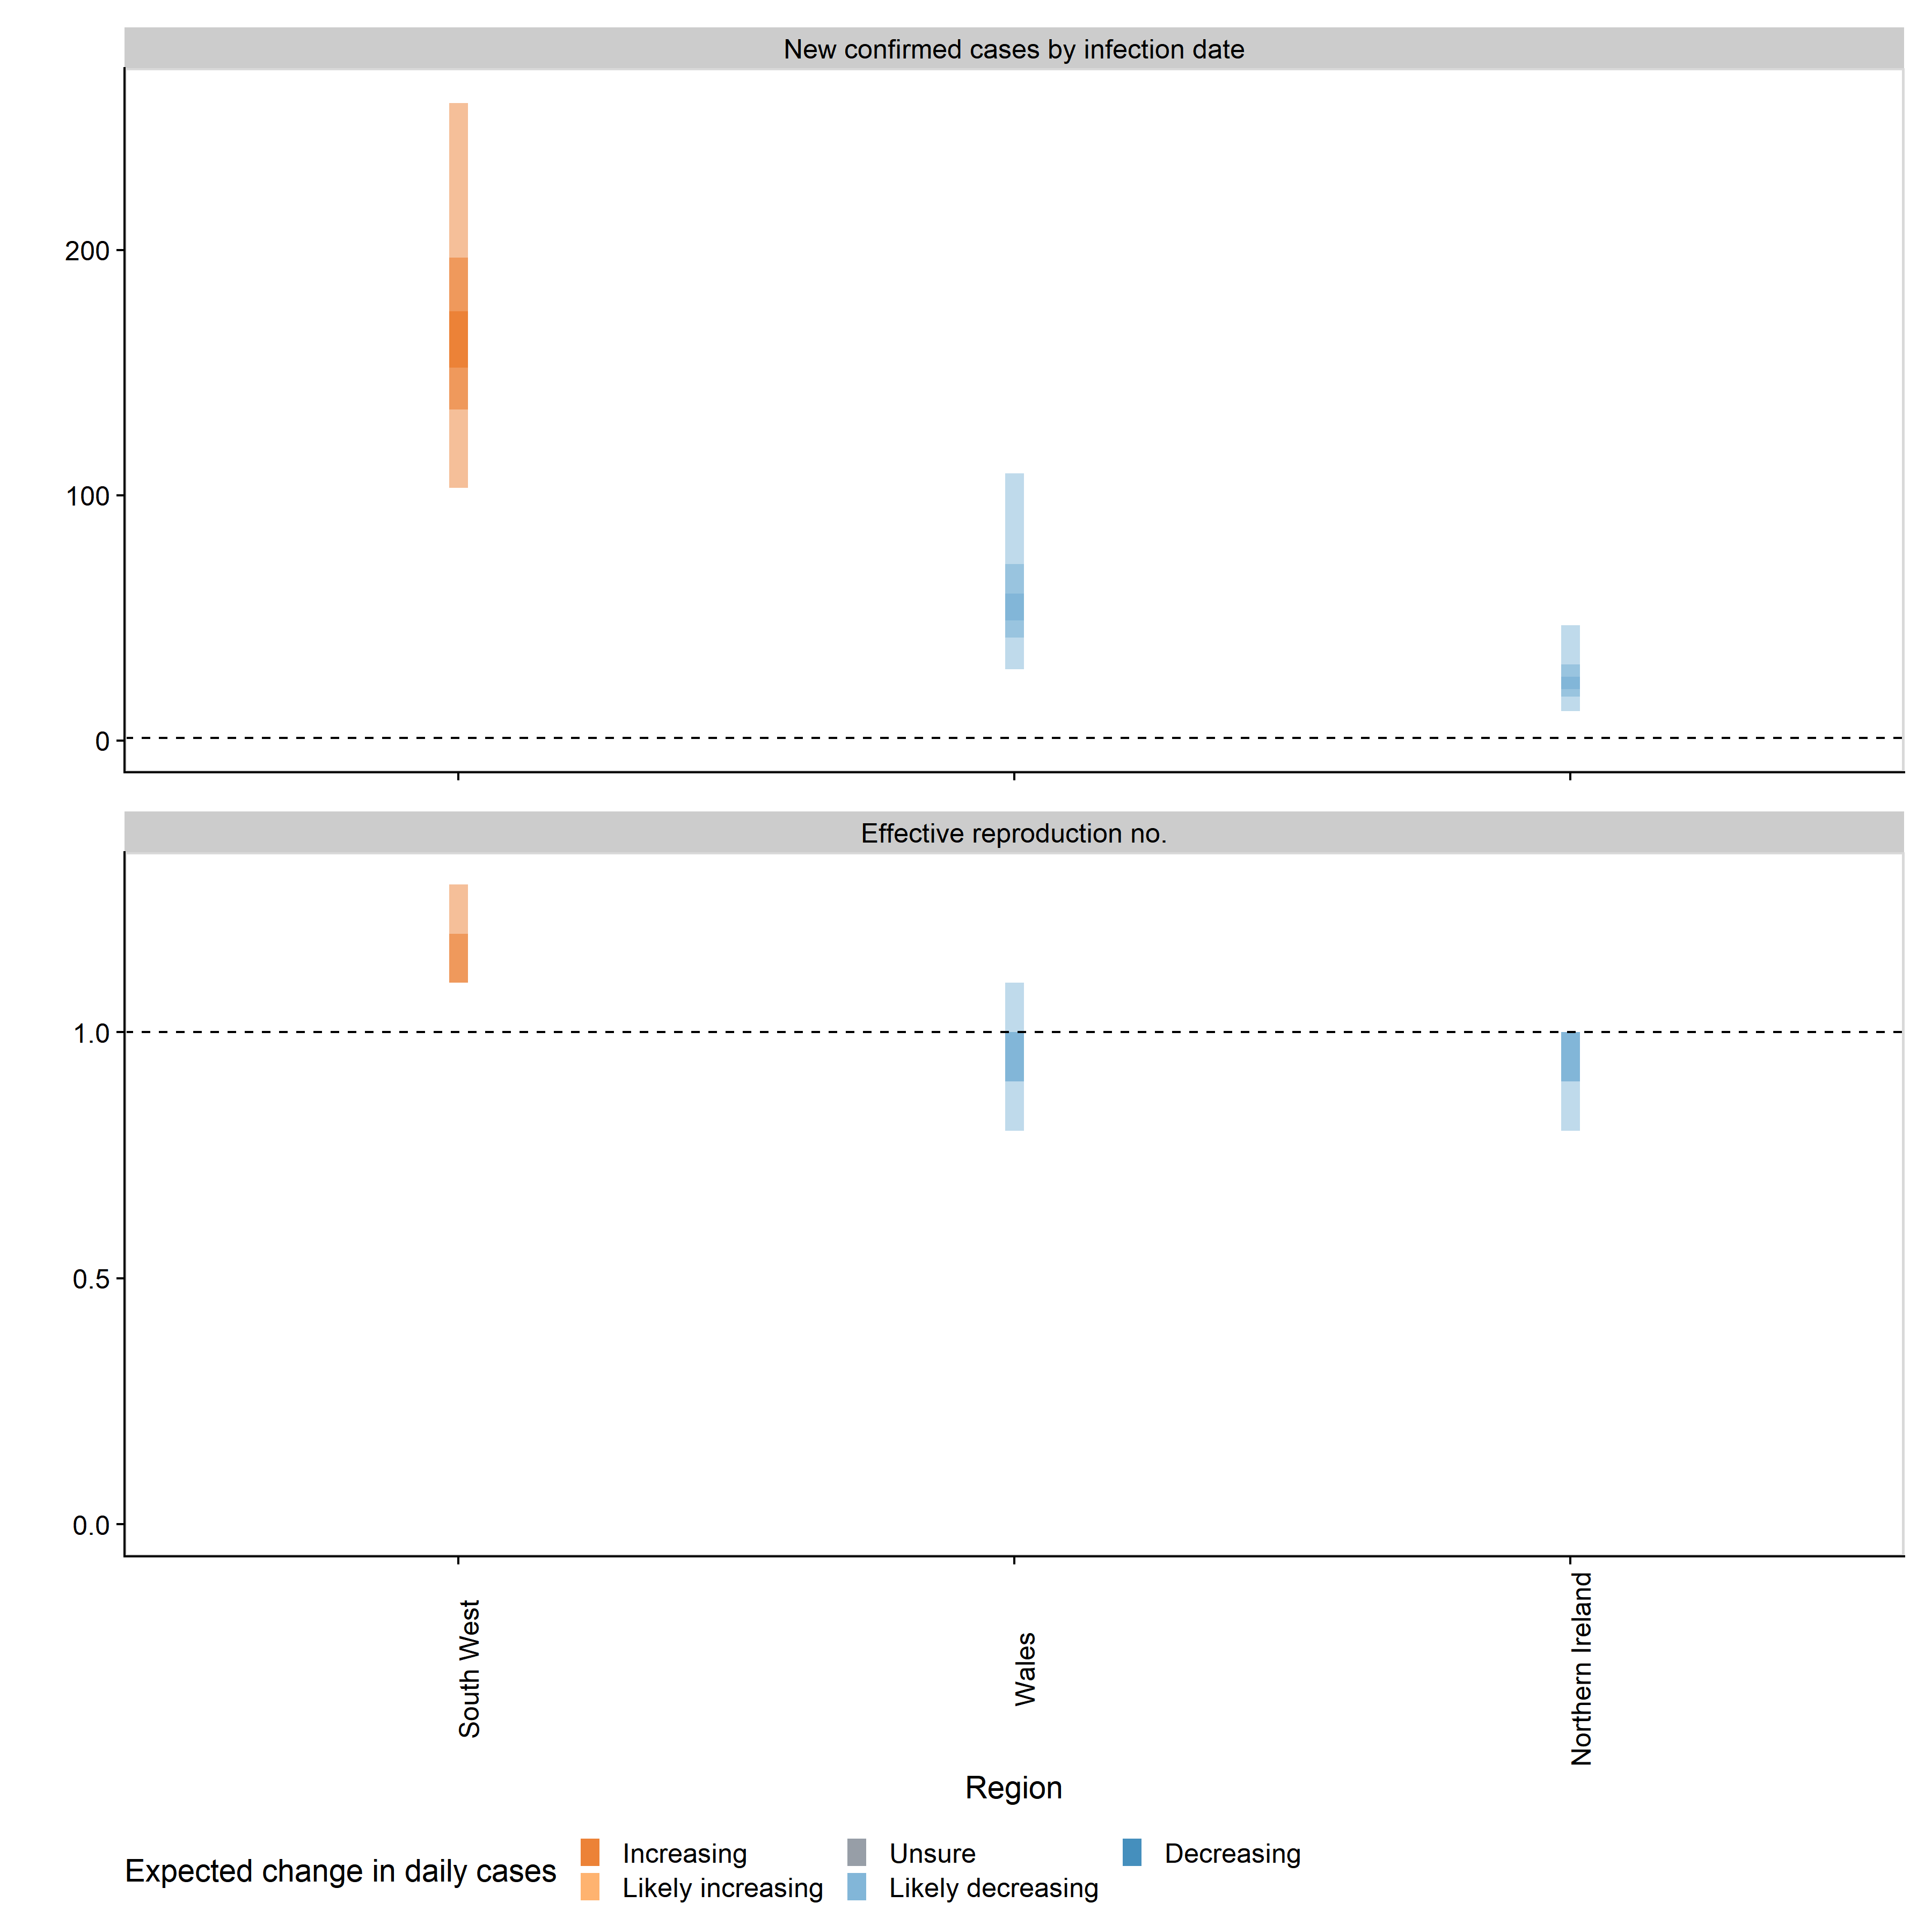 New confirmed cases by infection date
200
100
0
Effective reproduction no.
1.0
0.5
0.0
South West
Wales
Northern Ireland
Region
Expected change in daily cases
Increasing
Unsure
Decreasing
Likely increasing
Likely decreasing